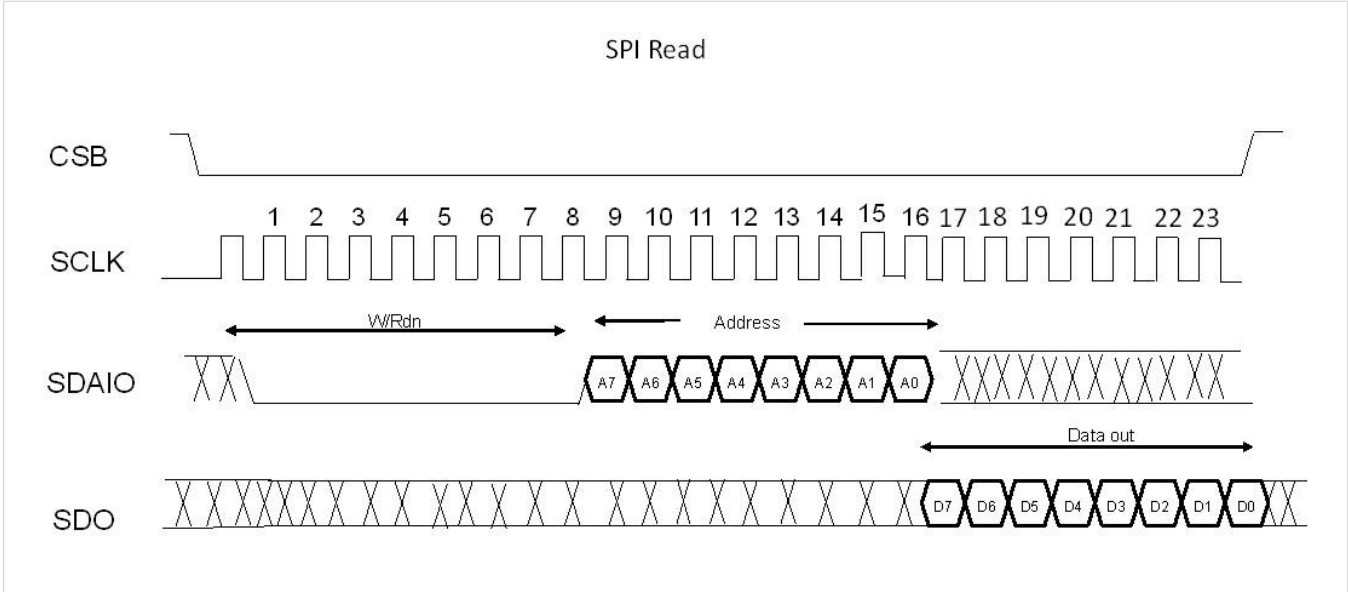 SPI Read
CSB
1 2 3 4 5 6 7 8 9 10 11 12 13 14 15 16 17 18 19 20 21 22 23
SCLK
W/Rdn Address
SDAIO A7 A6 A5 A4 A3 A2 A1 A0
Data out
SDO D7 D6 D5 D4 D3 D2 D1 D0